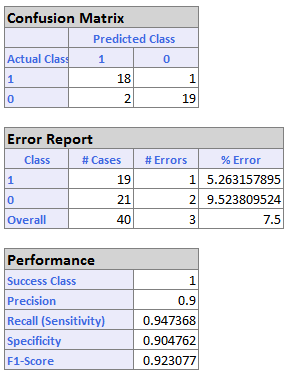 Confusion Matrix
Predicted Class
Actual Class 1 0
1 18 1
0 2 19
Error Report
Class # Cases # Errors % Error
1 19 1 5.263157895
0 21 2 9.523809524
Overall 40 3 7.5
Performance
Success Class 1
Precision 0.9
Recall (Sensitivity) 0.947368
Specificity 0.904762
F1-Score 0.923077